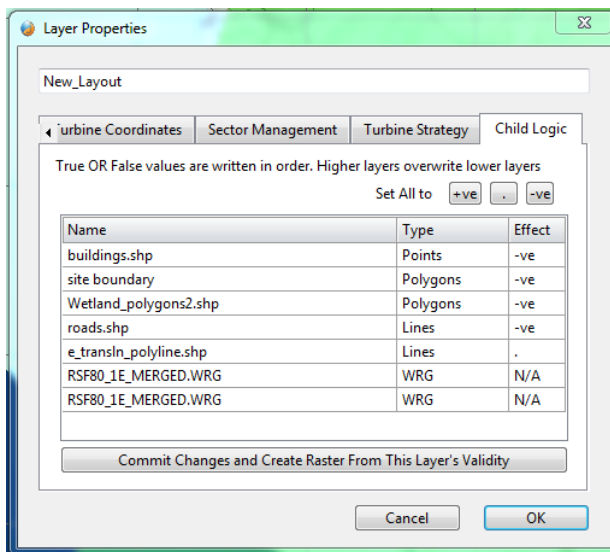 Layer Properties
New_Layout
Turbine Coordinates Sector Management Turbine Strategy Child Logic
True OR False values are written in order. Higher layers overwrite lower layers
Set All to +ve . -ve
Name Type Effect
buildings.shp Points -ve
site boundary Polygons -ve
Wetland_polygons2.shp Polygons -ve
roads.shp Lines -ve
e_transln_polyline.shp Lines .
RSF80_1E_MERGED.WRG WRG N/A
RSF80_1E_MERGED.WRG WRG N/A
Commit Changes and Create Raster From This Layer's Validity
Cancel OK